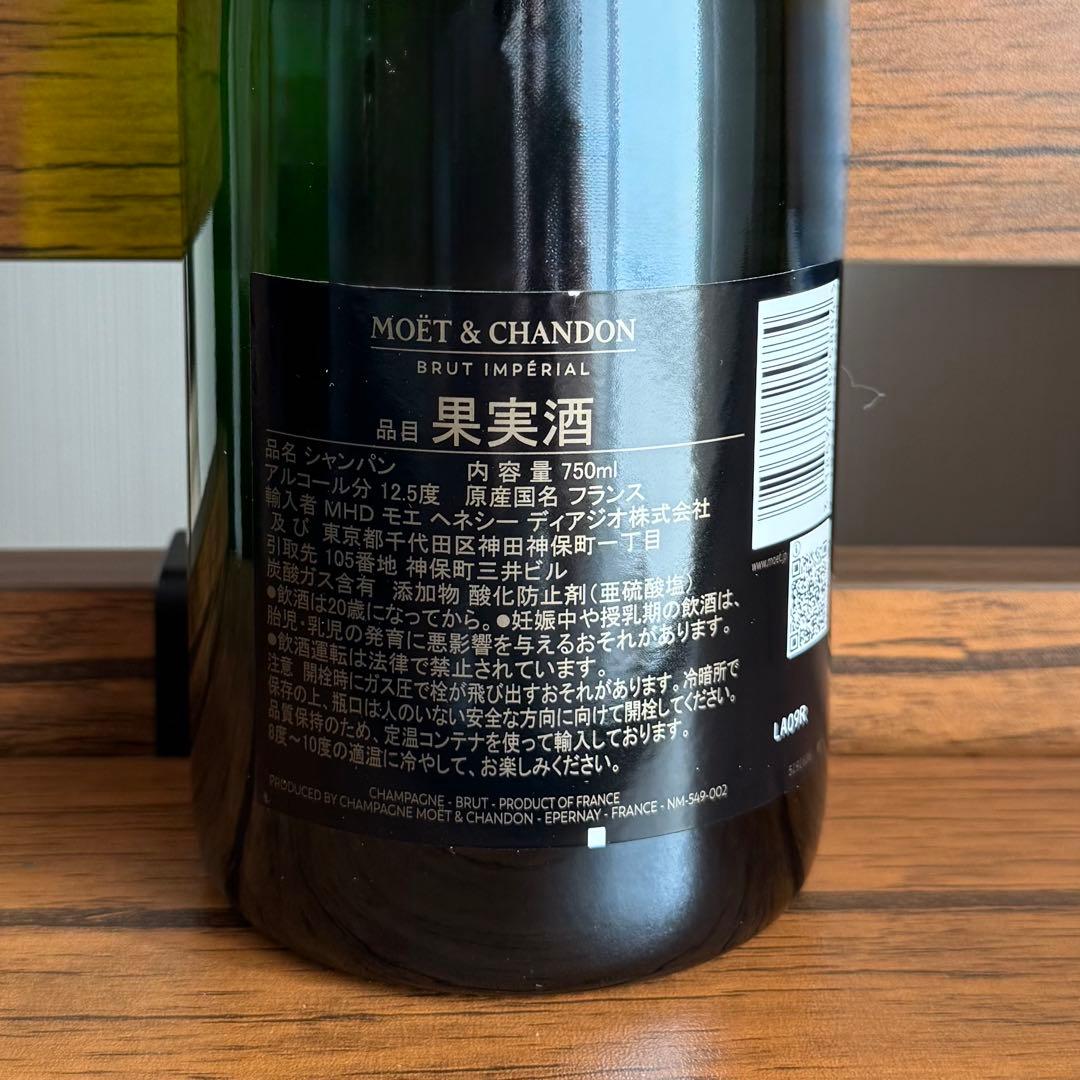 MOËT & CHANDON
BRUT IMPÉRIAL
品目 果実酒
品名 シャンパン 内容量 750ml
アルコール分 12.5度 原産国名 フランス
輸入者 MHD モエ ヘネシー ディアジオ株式会社
及び 東京都千代田区神田神保町一丁目
引取先 105番地 神保町三井ビル
炭酸ガス含有 添加物 酸化防止剤(亜硫酸塩)
●飲酒は20歳になってから。●妊娠中や授乳期の飲酒は、
胎児・乳児の発育に悪影響を与えるおそれがあります。
●飲酒運転は法律で禁止されています。
注意 開栓時にガス圧で栓が飛び出すおそれがあります。冷暗所で
保存の上、瓶口は人のいない安全な方向に向けて開栓してください。
品質保持のため、定温コンテナを使って輸入しております。
8度〜10度の適温に冷やして、お楽しみください。
CHAMPAGNE - BRUT - PRODUCT OF FRANCE
PRODUCED BY CHAMPAGNE MOËT & CHANDON - EPERNAY - FRANCE - NM-549-002
www.moet.jp
LA09R